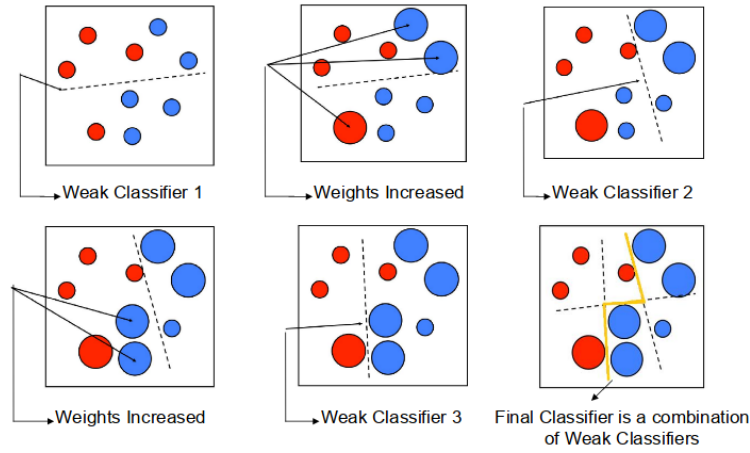 Weak Classifier 1
Weights Increased
Weak Classifier 2
Weights Increased
Weak Classifier 3
Final Classifier is a combination
of Weak Classifiers